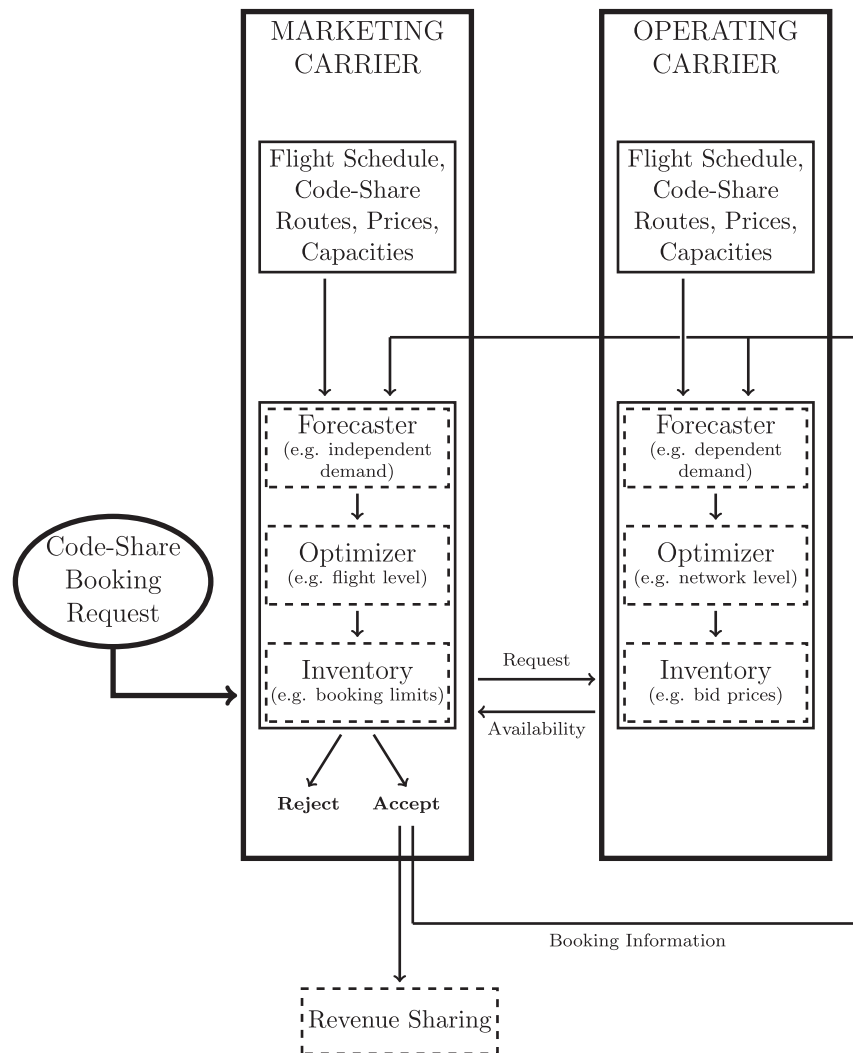 MARKETING
CARRIER
Flight Schedule,
Code-Share
Routes, Prices,
Capacities
Forecaster
(e.g. independent
demand)
Optimizer
(e.g. flight level)
Inventory
(e.g. booking limits)
Reject
Accept
OPERATING
CARRIER
Flight Schedule,
Code-Share
Routes, Prices,
Capacities
Forecaster
(e.g. dependent
demand)
Optimizer
(e.g. network level)
Inventory
(e.g. bid prices)
Code-Share
Booking
Request
Request
Availability
Booking Information
Revenue Sharing